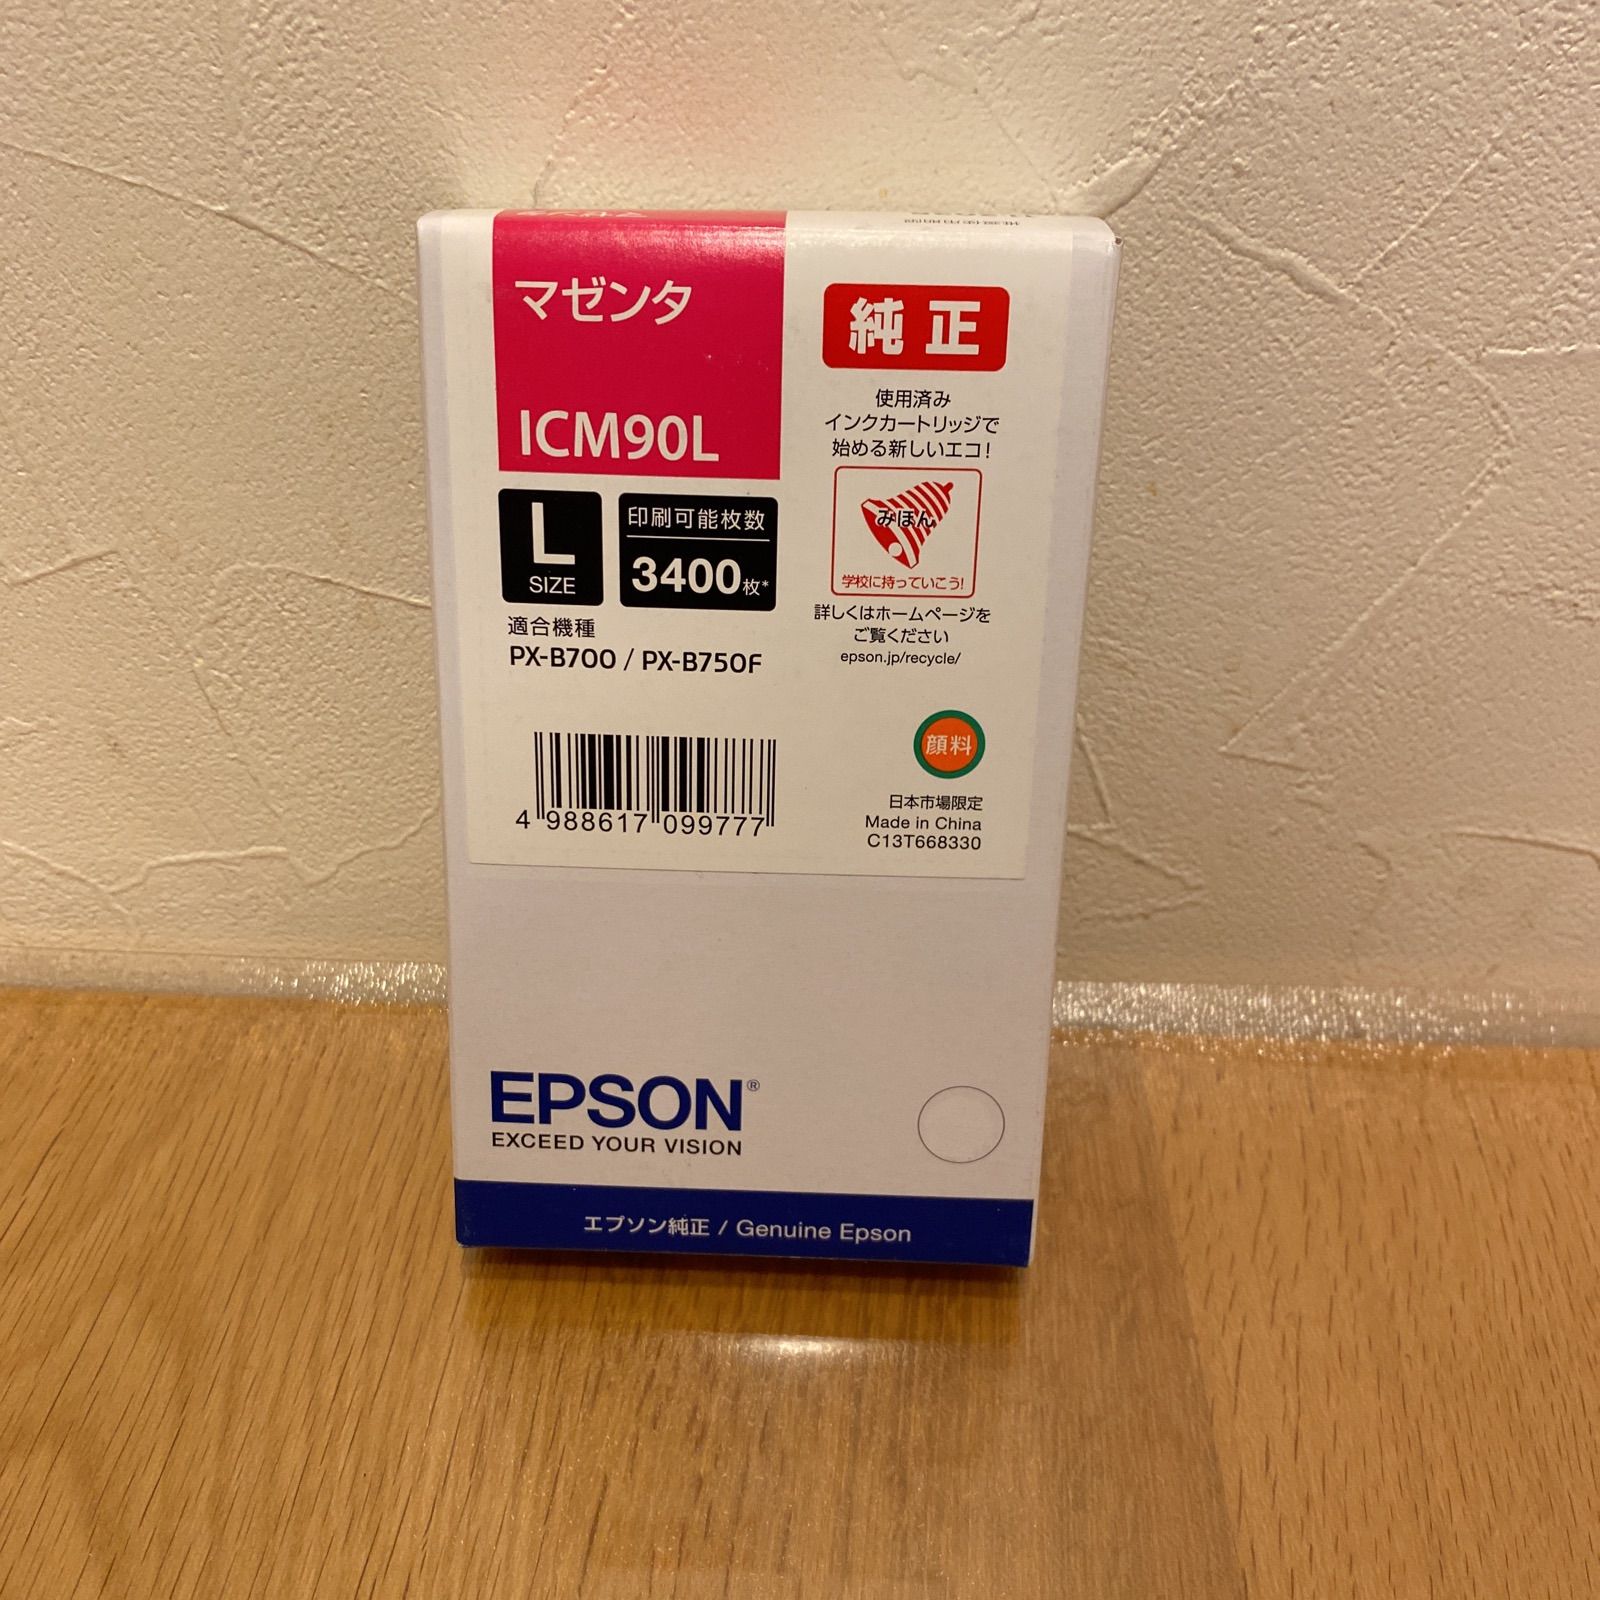 マゼンタ
ICM90L
L
SIZE
印刷可能枚数
3400枚*
適合機種
PX-B700 / PX-B750F
4 988617 099777
純正
使用済み
インクカートリッジで
始める新しいエコ!
みほん
学校に持っていこう!
詳しくはホームページを
ご覧ください
epson.jp/recycle/
顔料
日本市場限定
Made in China
C13T668330
EPSON®
EXCEED YOUR VISION
エプソン純正 / Genuine Epson